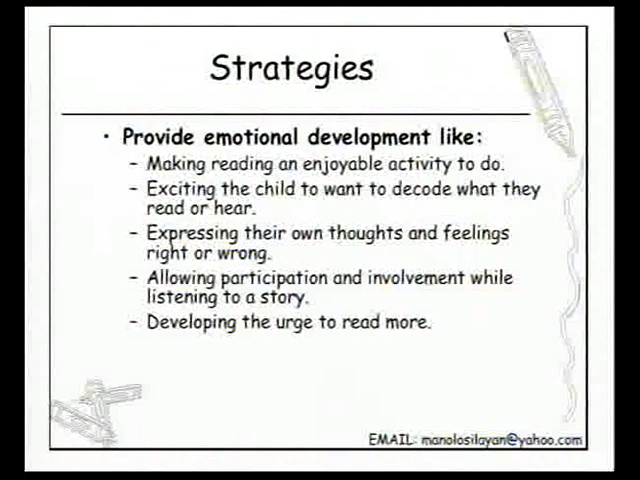 Strategies
• Provide emotional development like:
– Making reading an enjoyable activity to do.
– Exciting the child to want to decode what they
read or hear.
– Expressing their own thoughts and feelings
right or wrong.
– Allowing participation and involvement while
listening to a story.
– Developing the urge to read more.
EMAIL: manolosilayan@yahoo.com